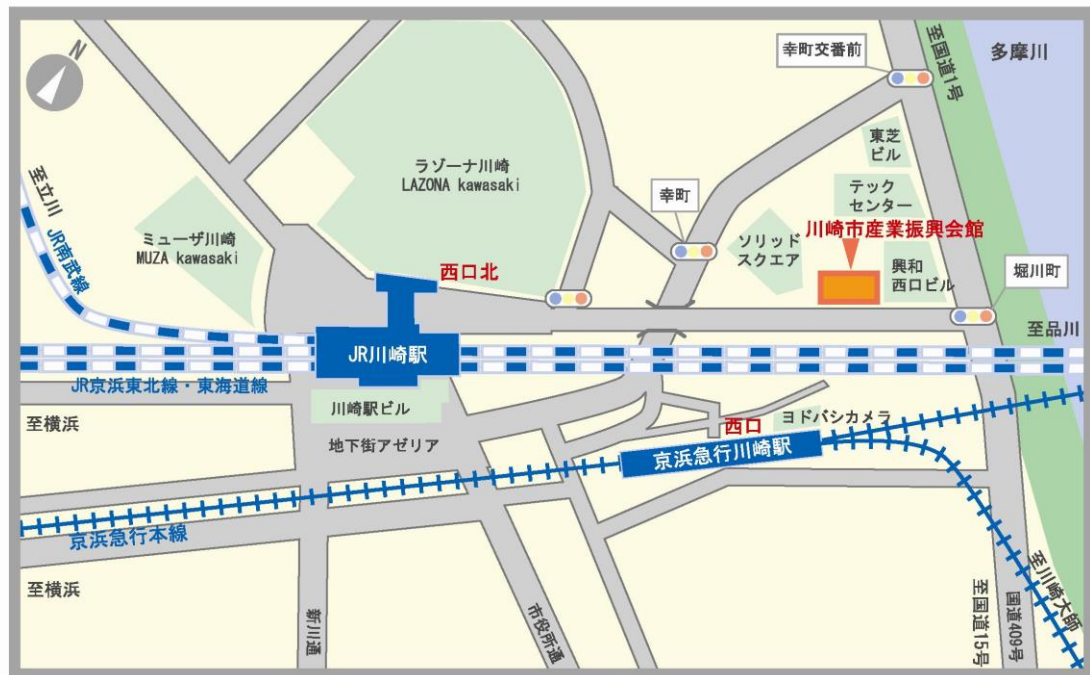 N
幸町交番前
至国道1号
多摩川
東芝
ビル
ラゾーナ川崎
LAZONA kawasaki
テック
センター
幸町
至立川
JR南武線
ミューザ川崎
MUZA kawasaki
川崎市産業振興会館
ソリッド
スクエア
興和
西口ビル
堀川町
西口北
至品川
JR川崎駅
JR京浜東北線・東海道線
川崎駅ビル
至横浜
地下街アゼリア
西口
ヨドバシカメラ
京浜急行川崎駅
京浜急行本線
至横浜
新川通
市役所通
至国道15号
国道409号
至川崎大師